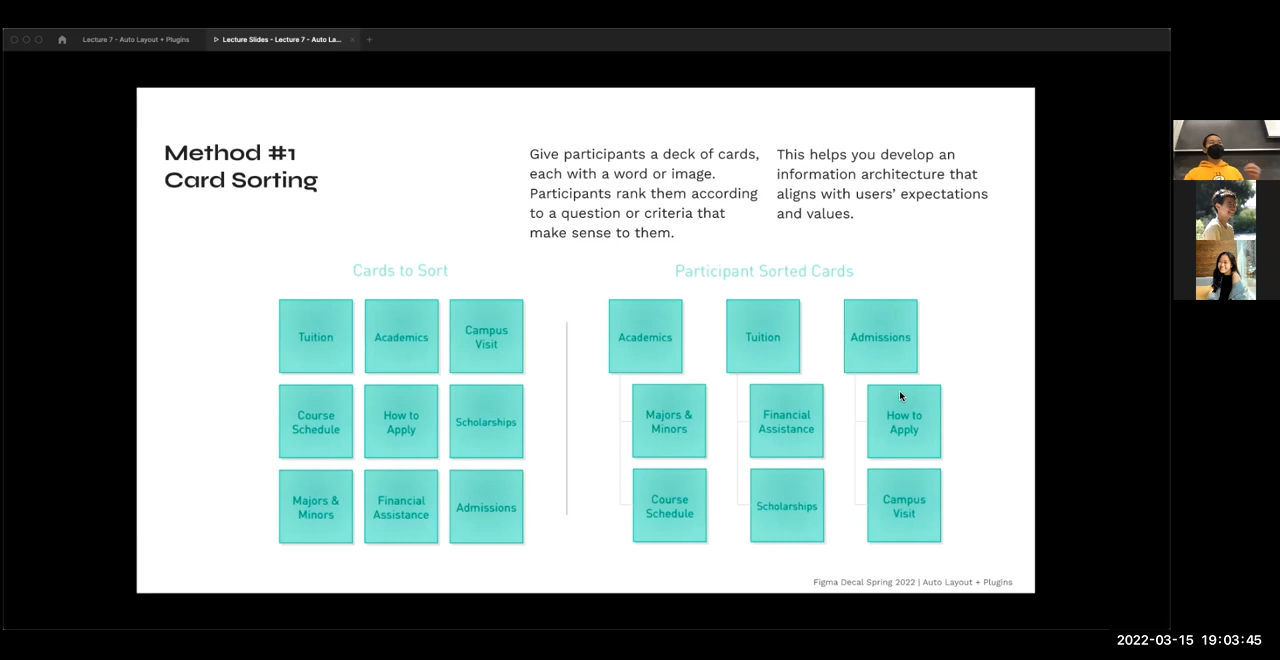 Lecture 7 - Auto Layout + Plugins
Lecture Slides - Lecture 7 - Auto La...
Method #1
Card Sorting
Give participants a deck of cards,
each with a word or image.
Participants rank them according
to a question or criteria that
make sense to them.
This helps you develop an
information architecture that
aligns with users’ expectations
and values.
Cards to Sort
Tuition
Academics
Campus
Visit
Course
Schedule
How to
Apply
Scholarships
Majors &
Minors
Financial
Assistance
Admissions
Participant Sorted Cards
Academics
Majors &
Minors
Course
Schedule
Tuition
Financial
Assistance
Scholarships
Admissions
How to
Apply
Campus
Visit
Figma Decal Spring 2022 | Auto Layout + Plugins
2022-03-15 19:03:45